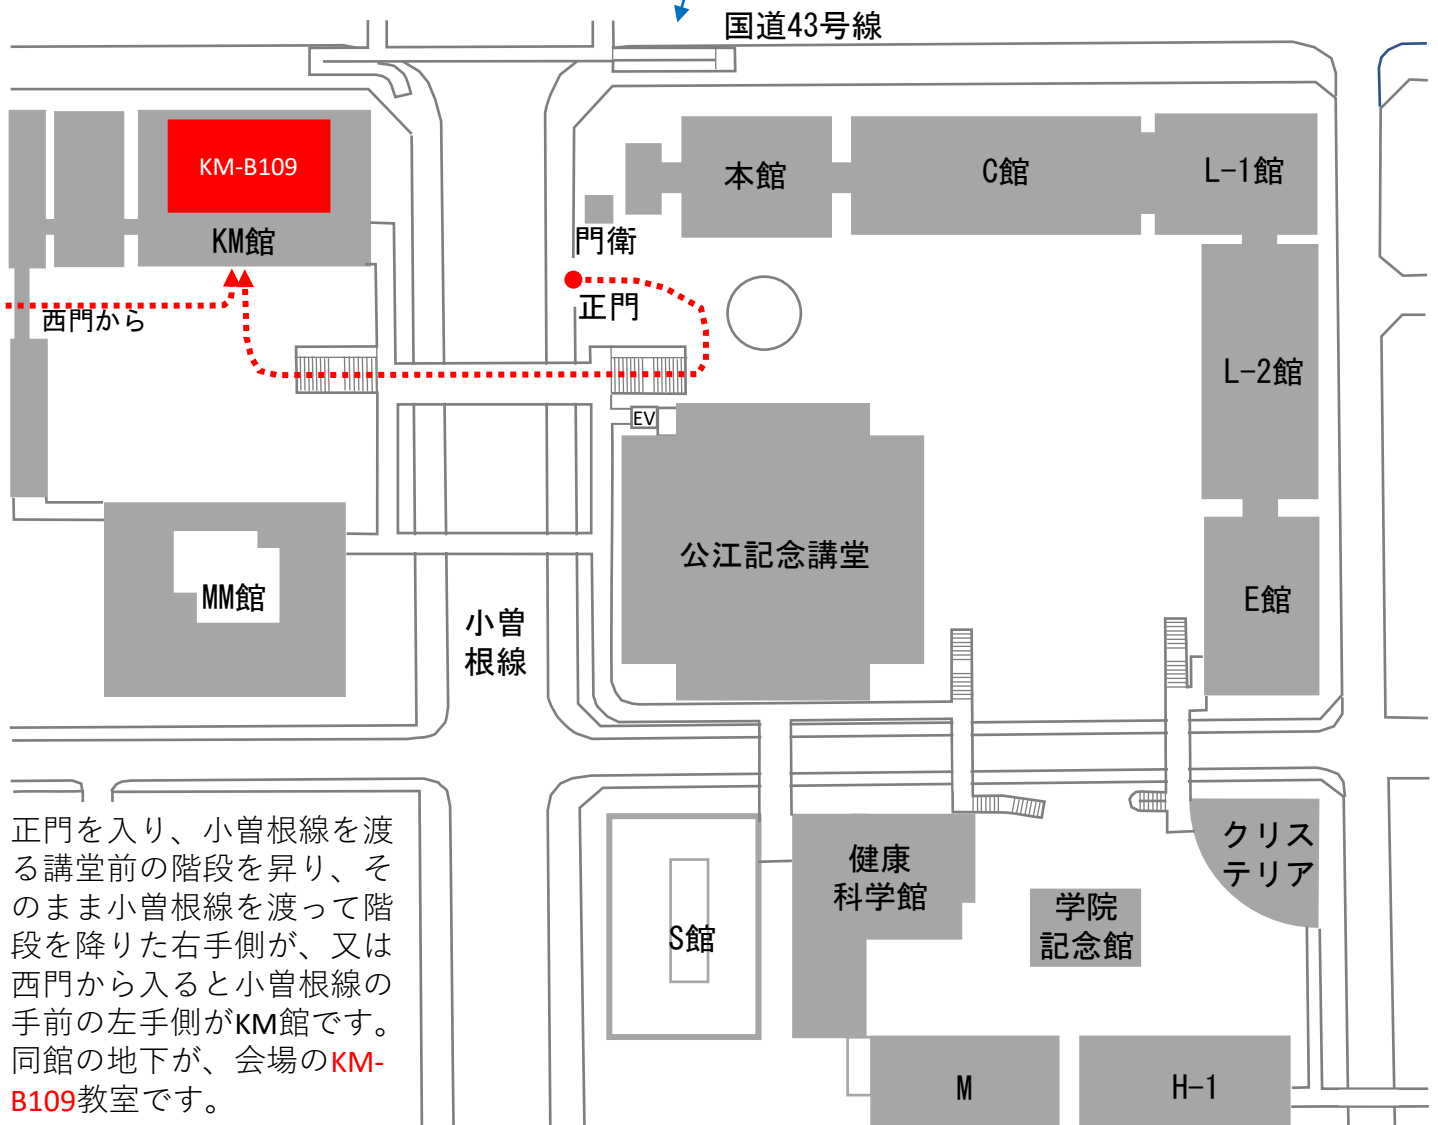 国道43号線
KM-B109
KM館
本館
C館
L-1館
門衛
正門
西門から
L-2館
EV
公江記念講堂
MM館
E館
小曽
根線
正門を入り、小曽根線を渡
る講堂前の階段を昇り、そ
のまま小曽根線を渡って階
段を降りた右手側が、又は
西門から入ると小曽根線の
手前の左手側がKM館です。
同館の地下が、会場のKM-
B109教室です。
健康
科学館
クリス
テリア
S館
学院
記念館
M
H-1